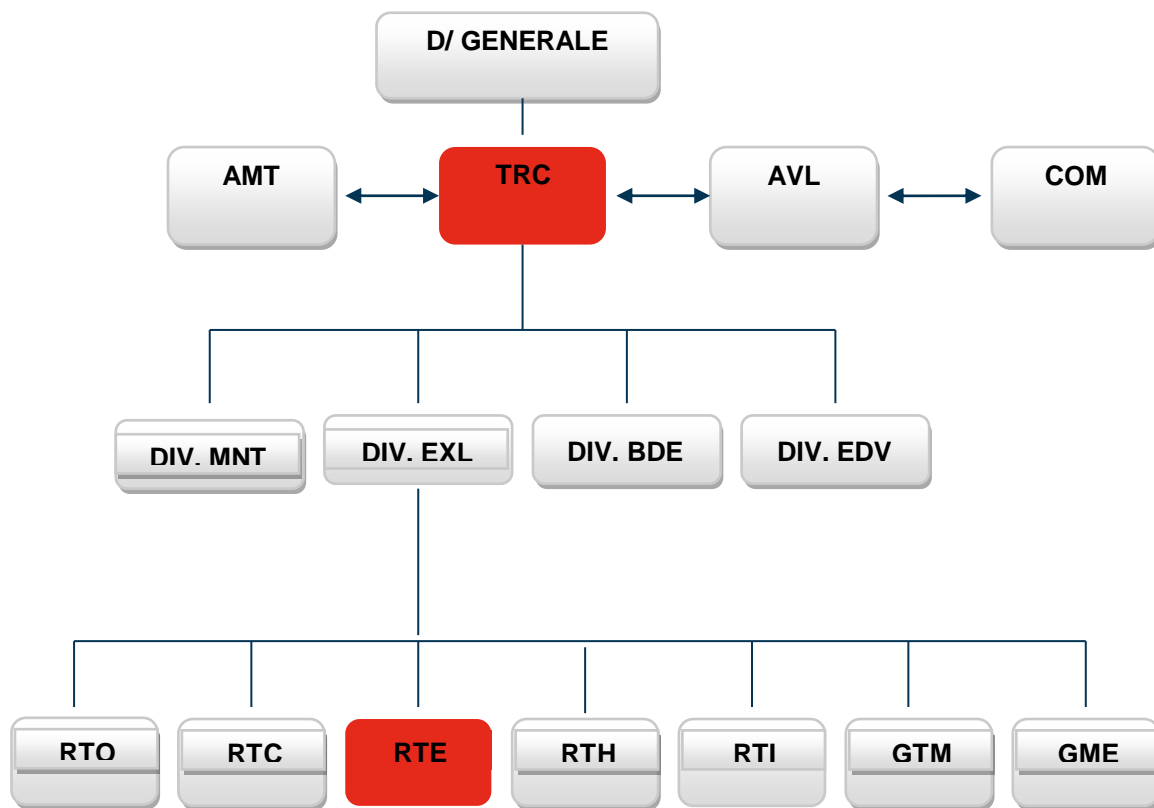 D/ GENERALE
AMT
TRC
AVL
COM
DIV. MNT
DIV. EXL
DIV. BDE
DIV. EDV
RTO
RTC
RTE
RTH
RTI
GTM
GME